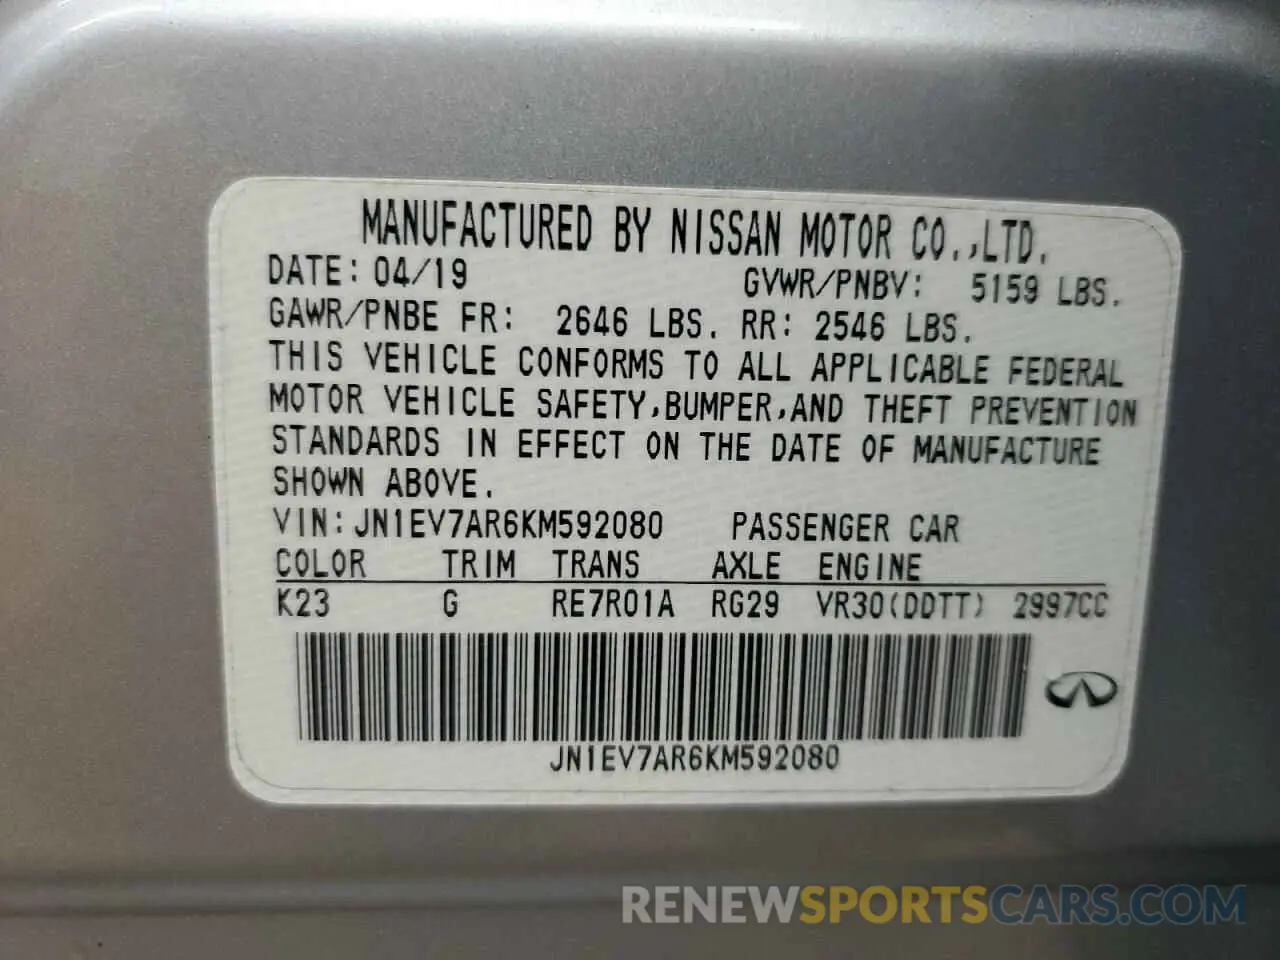 MANUFACTURED BY NISSAN MOTOR CO.,LTD.
DATE: 04/19 GVWR/PNBV: 5159 LBS.
GAWR/PNBE FR: 2646 LBS. RR: 2546 LBS.
THIS VEHICLE CONFORMS TO ALL APPLICABLE FEDERAL
MOTOR VEHICLE SAFETY,BUMPER,AND THEFT PREVENTION
STANDARDS IN EFFECT ON THE DATE OF MANUFACTURE
SHOWN ABOVE.
VIN:JN1EV7AR6KM592080 PASSENGER CAR
COLOR TRIM TRANS AXLE ENGINE
K23 G RE7R01A RG29 VR30(DDTT) 2997CC
JN1EV7AR6KM592080
RENEWSPORTSCARS.COM